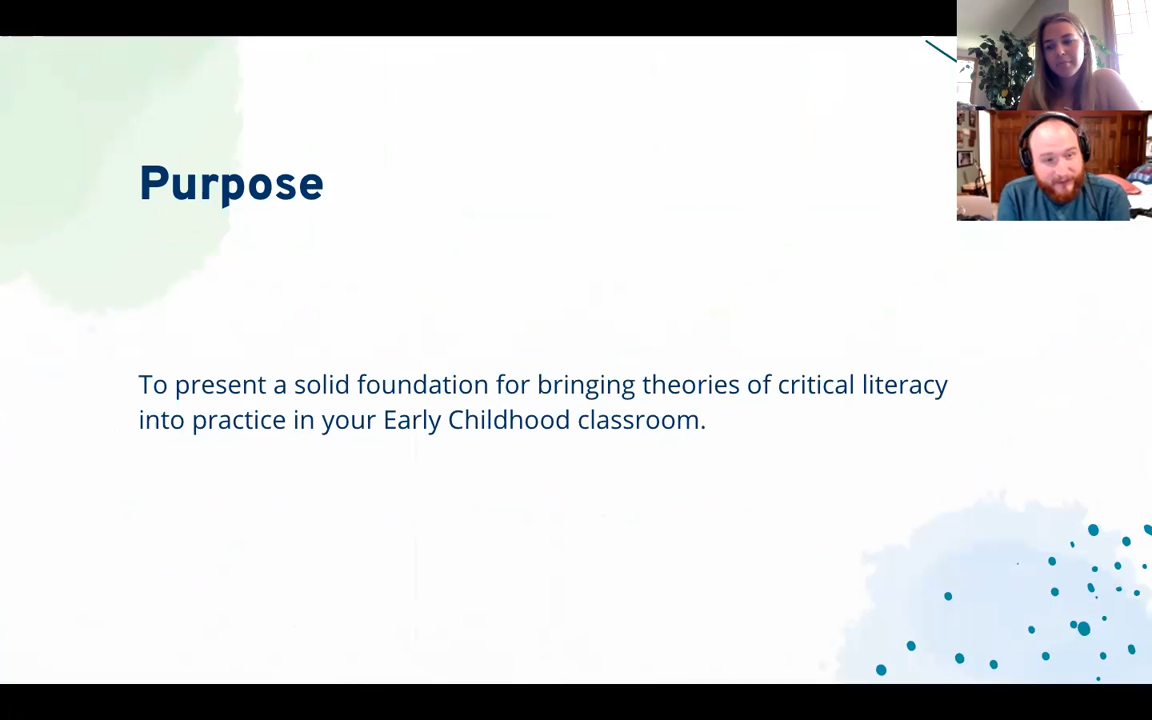 Purpose
To present a solid foundation for bringing theories of critical literacy
into practice in your Early Childhood classroom.